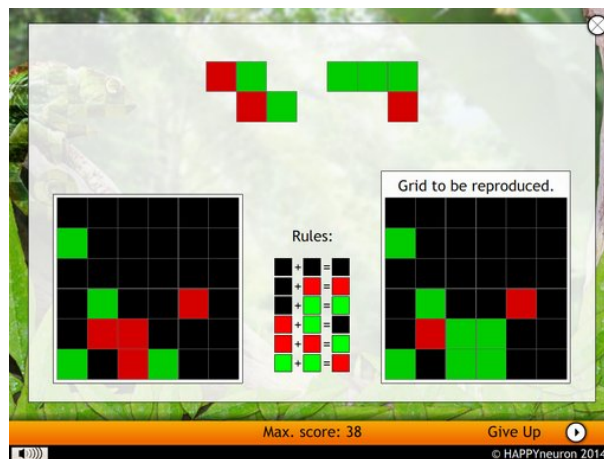 Grid to be reproduced.
Rules:
+ =
+ =
+ =
+ =
+ =
+ =
Max. score: 38
Give Up
© HAPPYneuron 2014